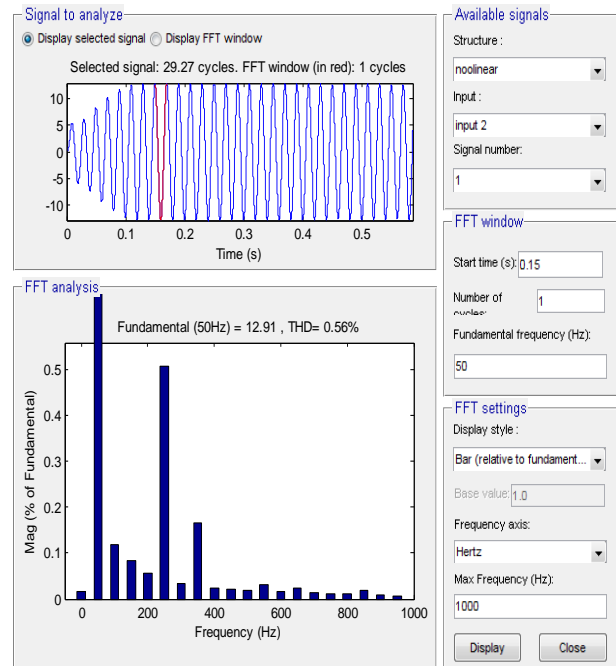 Signal to analyze
Display selected signal Display FFT window
Selected signal: 29.27 cycles. FFT window (in red): 1 cycles
10
5
0
-5
-10
0 0.1 0.2 0.3 0.4 0.5
Time (s)
FFT analysis
Fundamental (50Hz) = 12.91 , THD= 0.56%
0.5
0.4
0.3
0.2
0.1
0
Mag (% of Fundamental)
0 200 400 600 800 1000
Frequency (Hz)
Available signals
Structure :
noolinear
Input :
input 2
Signal number:
1
FFT window
Start time (s): 0.15
Number of
cycles: 1
Fundamental frequency (Hz):
50
FFT settings
Display style :
Bar (relative to fundament...
Base value: 1.0
Frequency axis:
Hertz
Max Frequency (Hz):
1000
Display Close